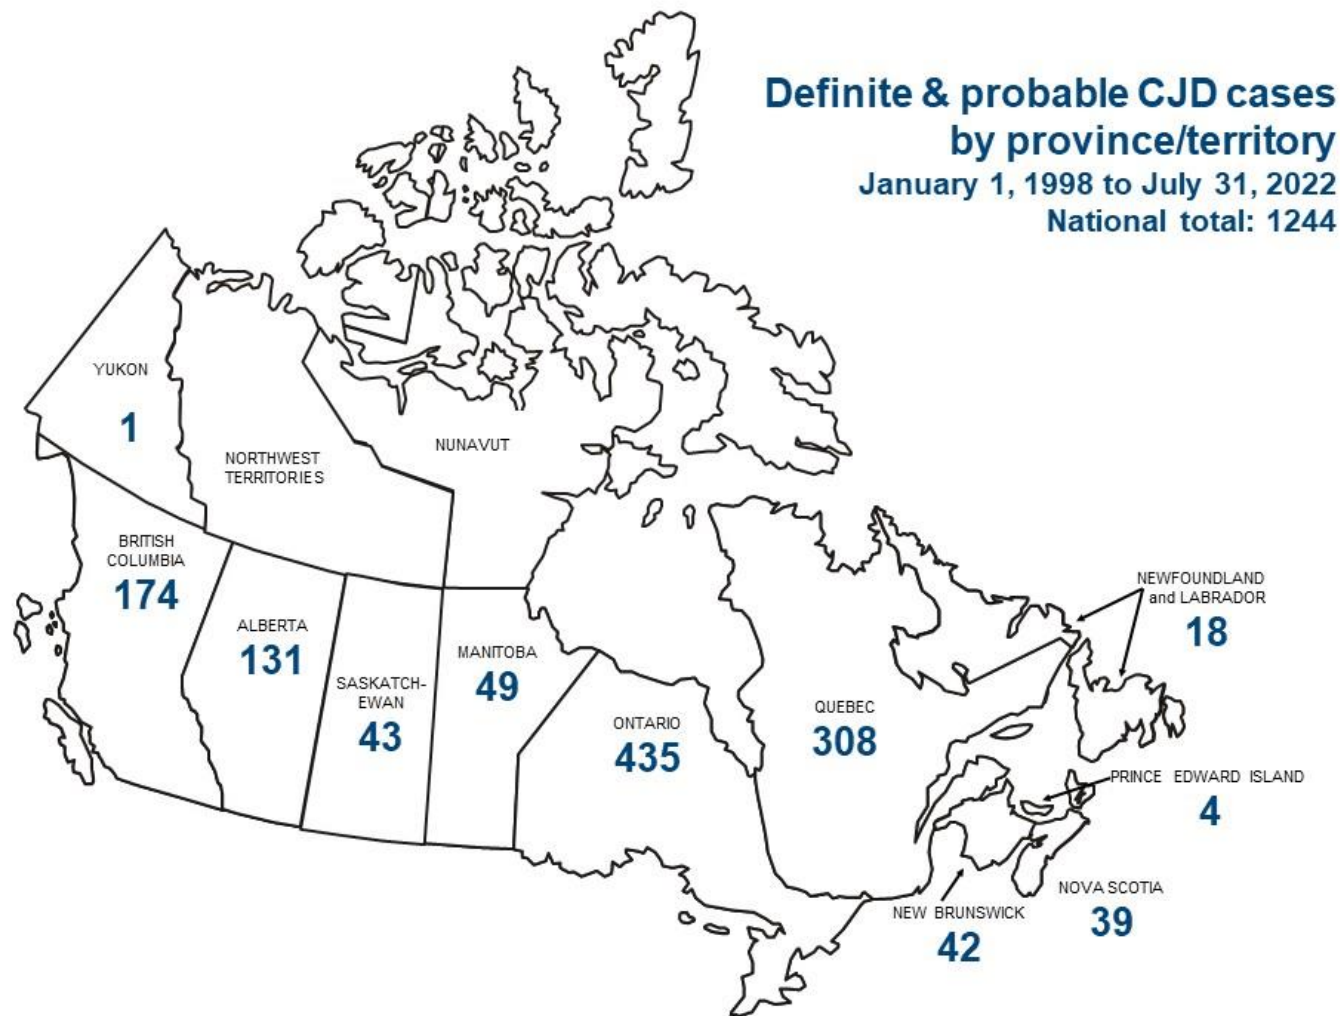 Definite & probable CJD cases
by province/territory
January 1, 1998 to July 31, 2022
National total: 1244
YUKON
1
NORTHWEST
TERRITORIES
NUNAVUT
BRITISH
COLUMBIA
174
ALBERTA
131
SASKATCH-
EWAN
43
MANITOBA
49
ONTARIO
435
QUEBEC
308
NEWFOUNDLAND
and LABRADOR
18
PRINCE EDWARD ISLAND
4
NOVA SCOTIA
39
NEW BRUNSWICK
42